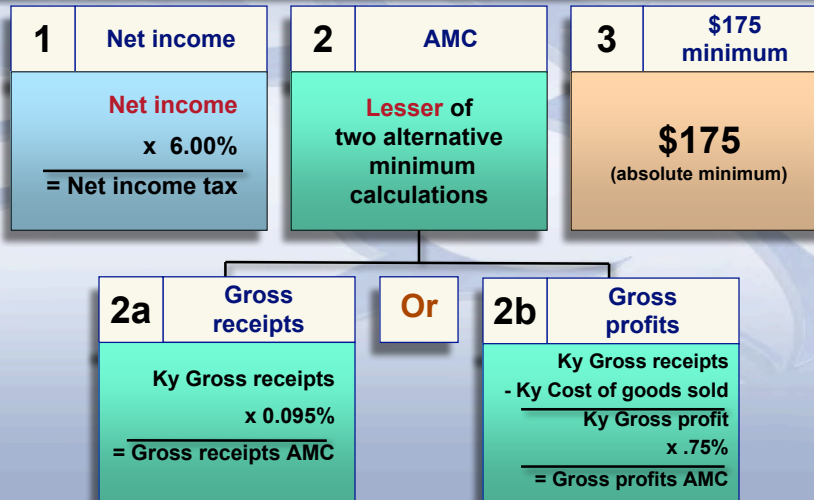 1
Net income
Net income
x 6.00%
= Net income tax
2
AMC
Lesser of
two alternative
minimum
calculations
3
$175
minimum
$175
(absolute minimum)
2a
Gross
receipts
Ky Gross receipts
x 0.095%
= Gross receipts AMC
Or
2b
Gross
profits
Ky Gross receipts
- Ky Cost of goods sold
Ky Gross profit
x .75%
= Gross profits AMC